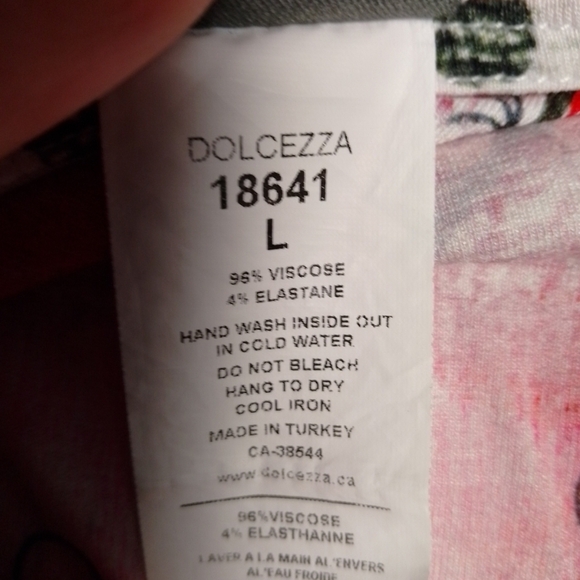 DOLCEZZA
18641
L
96% VISCOSE
4% ELASTANE
HAND WASH INSIDE OUT
IN COLD WATER
DO NOT BLEACH
HANG TO DRY
COOL IRON
MADE IN TURKEY
CA-38544
www.dolcezza.ca
96%VISCOSE
4% ELASTHANNE
LAVER A LA MAIN AL'ENVERS
AL'EAU FROIDE